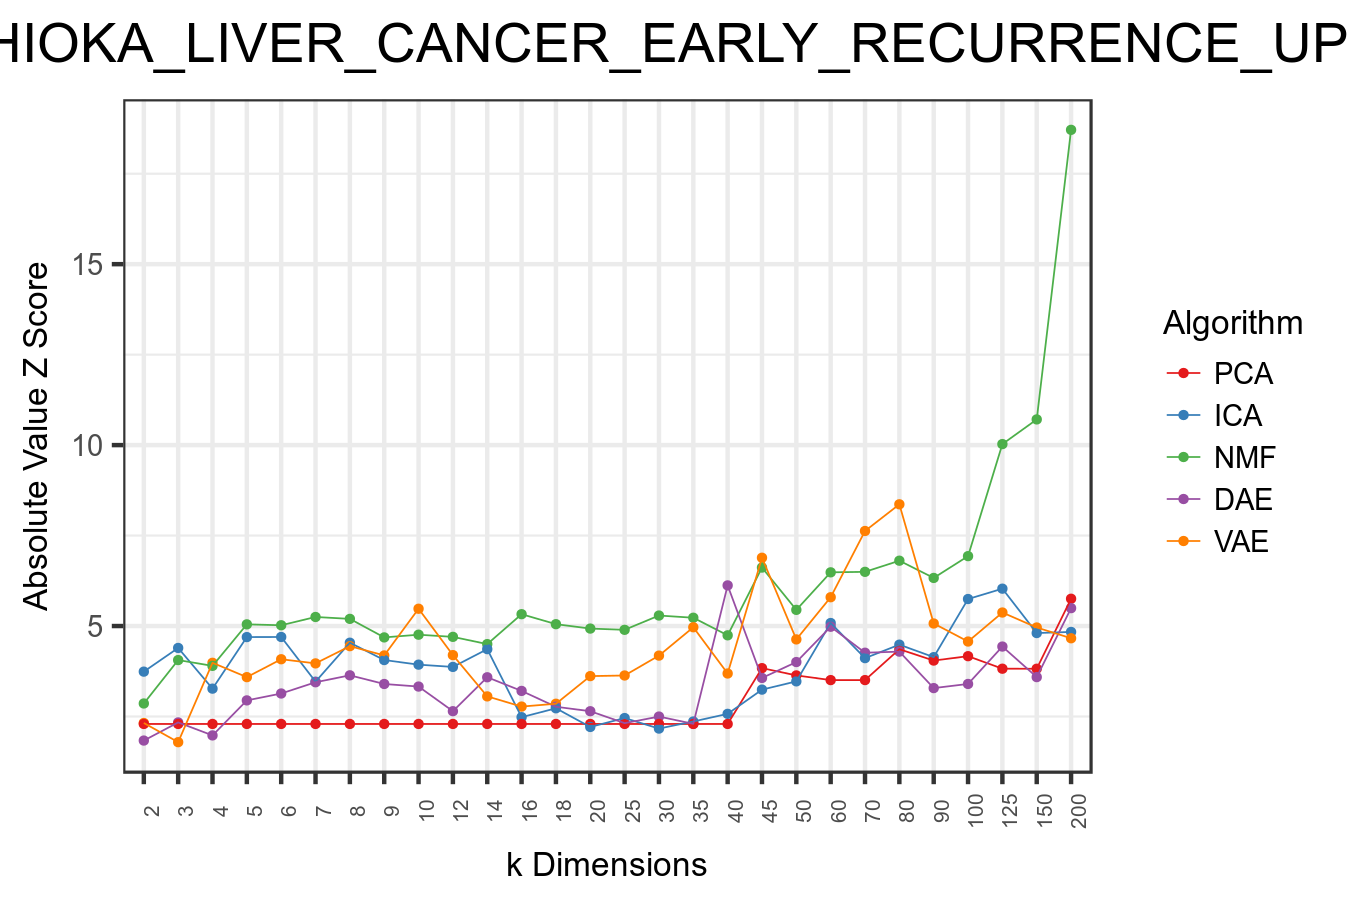 HIOKA_LIVER_CANCER_EARLY_RECURRENCE_UP
Absolute Value Z Score
15
10
5
2 3 4 5 6 7 8 9 10 12 14 16 18 20 25 30 35 40 45 50 60 70 80 90 100 125 150 200
k Dimensions
Algorithm
PCA
ICA
NMF
DAE
VAE